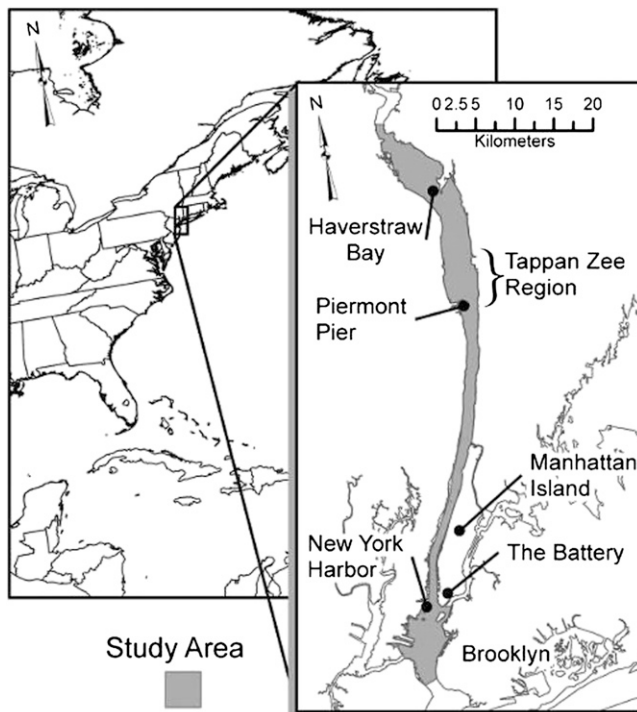 N
N
0 2.5 5 10 15 20
Kilometers
Haverstraw
Bay
Tappan Zee
Region
Piermont
Pier
Manhattan
Island
New York
Harbor
The Battery
Brooklyn
Study Area